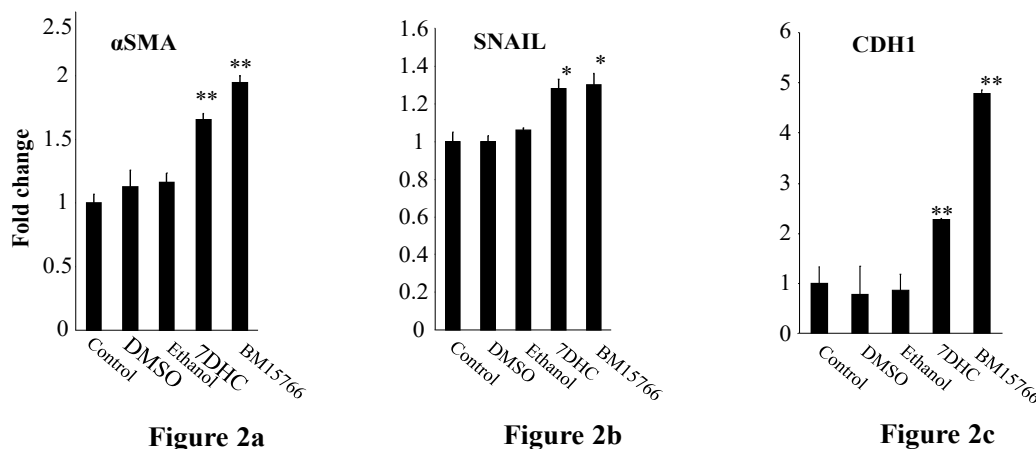 αSMA
Fold change
2.5
2
1.5
1
0.5
0
**
**
Control
DMSO
Ethanol
7DHC
BM15766
Figure 2a
SNAIL
1.6
1.4
1.2
1
0.8
0.6
0.4
0.2
0
*
*
Control
DMSO
Ethanol
7DHC
BM15766
Figure 2b
CDH1
6
5
4
3
2
1
0
**
**
Control
DMSO
Ethanol
7DHC
BM15766
Figure 2c